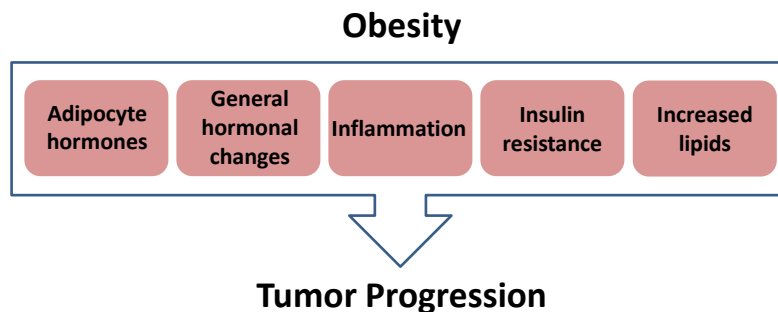 Obesity
Adipocyte
hormones
General
hormonal
changes
Inflammation
Insulin
resistance
Increased
lipids
Tumor Progression